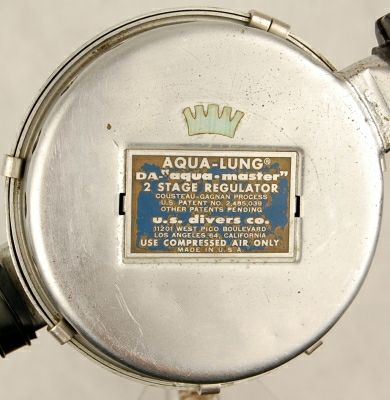 AQUA-LUNG®
DA-"aqua-master"
2 STAGE REGULATOR
COUSTEAU-GAGNAN PROCESS
U.S. PATENT NO. 2,485,039
OTHER PATENTS PENDING
u.s. divers co.
11201 WEST PICO BOULEVARD
LOS ANGELES 64, CALIFORNIA
USE COMPRESSED AIR ONLY
MADE IN U.S.A.